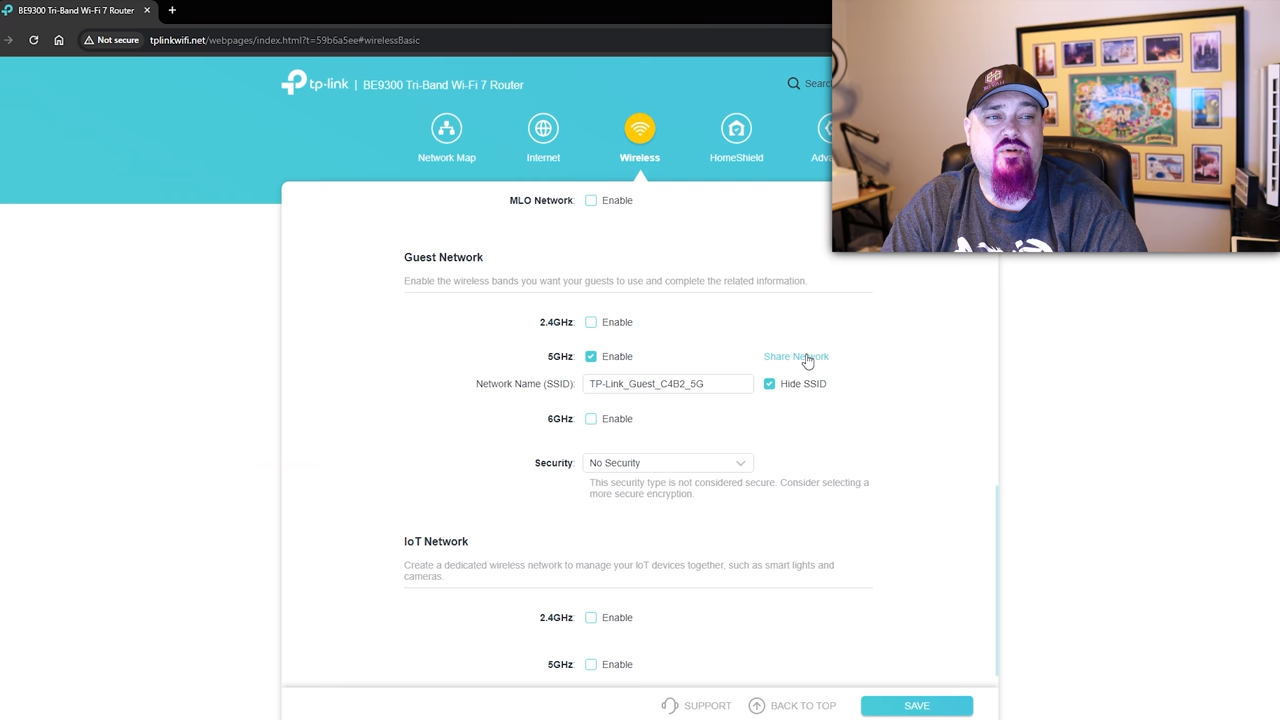 BE9300 Tri-Band Wi-Fi 7 Router
Not secure
tplinkwifi.net/webpages/index.html?t=59b6a5ee#wirelessBasic
tp-link | BE9300 Tri-Band Wi-Fi 7 Router
Searc
Network Map
Internet
Wireless
HomeShield
Adva
MLO Network: Enable
Guest Network
Enable the wireless bands you want your guests to use and complete the related information.
2.4GHz: Enable
5GHz: Enable Share Network
Network Name (SSID): TP-Link_Guest_C4B2_5G Hide SSID
6GHz: Enable
Security: No Security
This security type is not considered secure. Consider selecting a
more secure encryption.
IoT Network
Create a dedicated wireless network to manage your IoT devices together, such as smart lights and
cameras.
2.4GHz: Enable
5GHz: Enable
SUPPORT
BACK TO TOP
SAVE